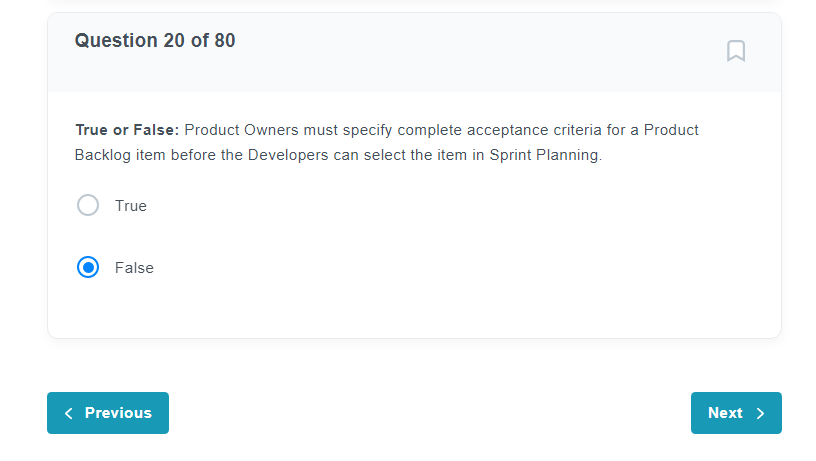 Question 20 of 80
True or False: Product Owners must specify complete acceptance criteria for a Product
Backlog item before the Developers can select the item in Sprint Planning.
True
False
Previous
Next